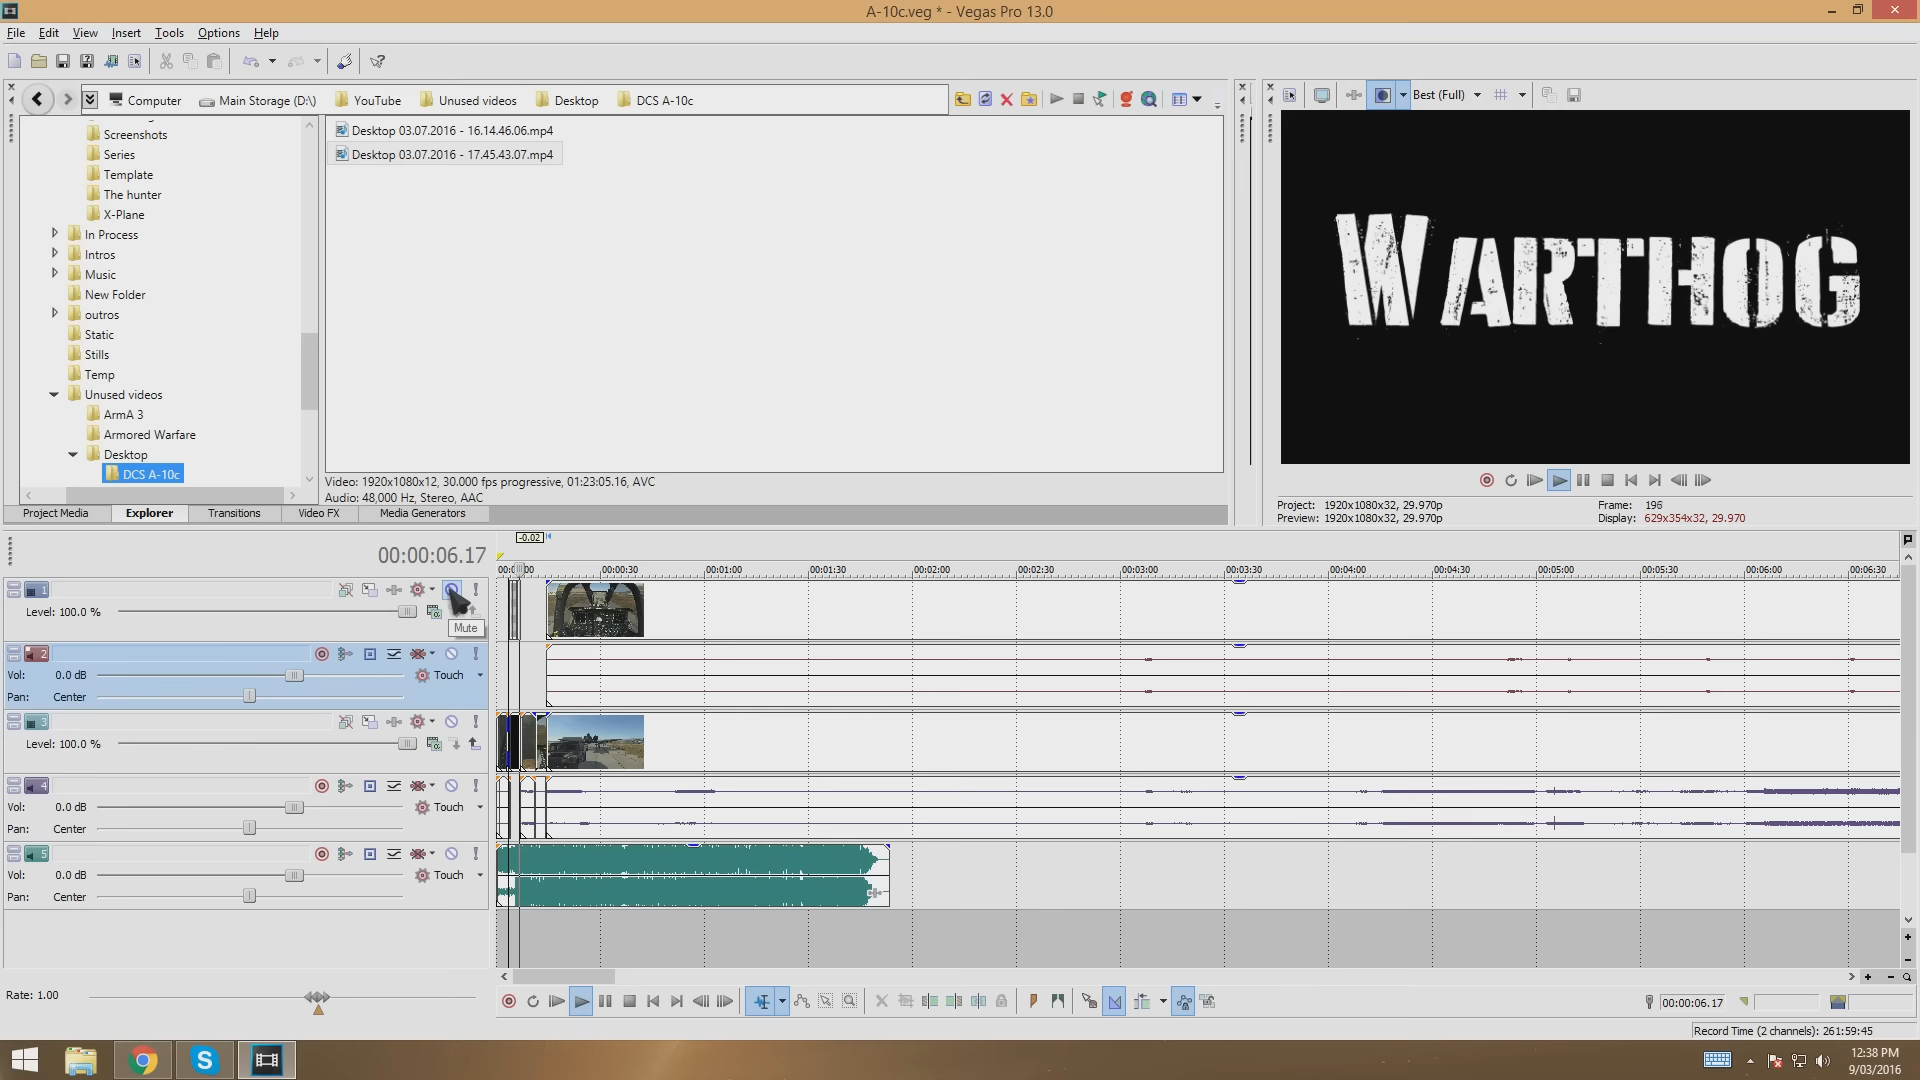 A-10c.veg * - Vegas Pro 13.0
File Edit View Insert Tools Options Help
Computer Main Storage (D:\) YouTube Unused videos Desktop DCS A-10c
Best (Full)
Screenshots
Series
Template
The hunter
X-Plane
In Process
Intros
Music
New Folder
outros
Static
Stills
Temp
Unused videos
ArmA 3
Armored Warfare
Desktop
DCS A-10c
Desktop 03.07.2016 - 16.14.46.06.mp4
Desktop 03.07.2016 - 17.45.43.07.mp4
WARTHOG
Video: 1920x1080x12, 30.000 fps progressive, 01:23:05.16, AVC
Audio: 48,000 Hz, Stereo, AAC
Project Media Explorer Transitions Video FX Media Generators
Project: 1920x1080x32, 29.970p Frame: 196
Preview: 1920x1080x32, 29.970p Display: 629x354x32, 29.970
00:00:06.17
-0.02
00:00:30 00:01:00 00:01:30 00:02:00 00:02:30 00:03:00 00:03:30 00:04:00 00:04:30 00:05:00 00:05:30 00:06:00 00:06:30
1
Level: 100.0 %
Mute
2
Vol: 0.0 dB Touch
Pan: Center
3
Level: 100.0 %
4
Vol: 0.0 dB Touch
Pan: Center
5
Vol: 0.0 dB Touch
Pan: Center
Rate: 1.00
00:00:06.17
Record Time (2 channels): 261:59:45
12:38 PM
9/03/2016